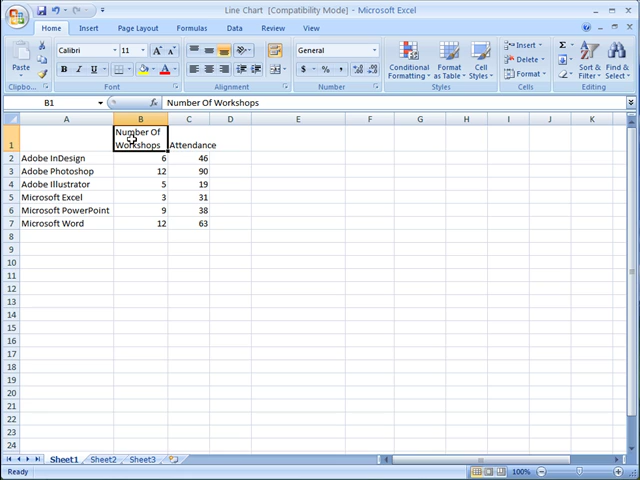 Line Chart [Compatibility Mode] - Microsoft Excel
Home Insert Page Layout Formulas Data Review View
Paste
Calibri 11
General
Conditional Formatting
Format as Table
Cell Styles
Insert
Delete
Format
Sort & Filter
Find & Select
Clipboard Font Alignment Number Styles Cells Editing
B1 fx Number Of Workshops
A B C D E F G H I J K
1 Number Of Workshops Attendance
2 Adobe InDesign 6 46
3 Adobe Photoshop 12 90
4 Adobe Illustrator 5 19
5 Microsoft Excel 3 31
6 Microsoft PowerPoint 9 38
7 Microsoft Word 12 63
8
9
10
11
12
13
14
15
16
17
18
19
20
21
22
23
24
Sheet1 Sheet2 Sheet3
Ready 100%